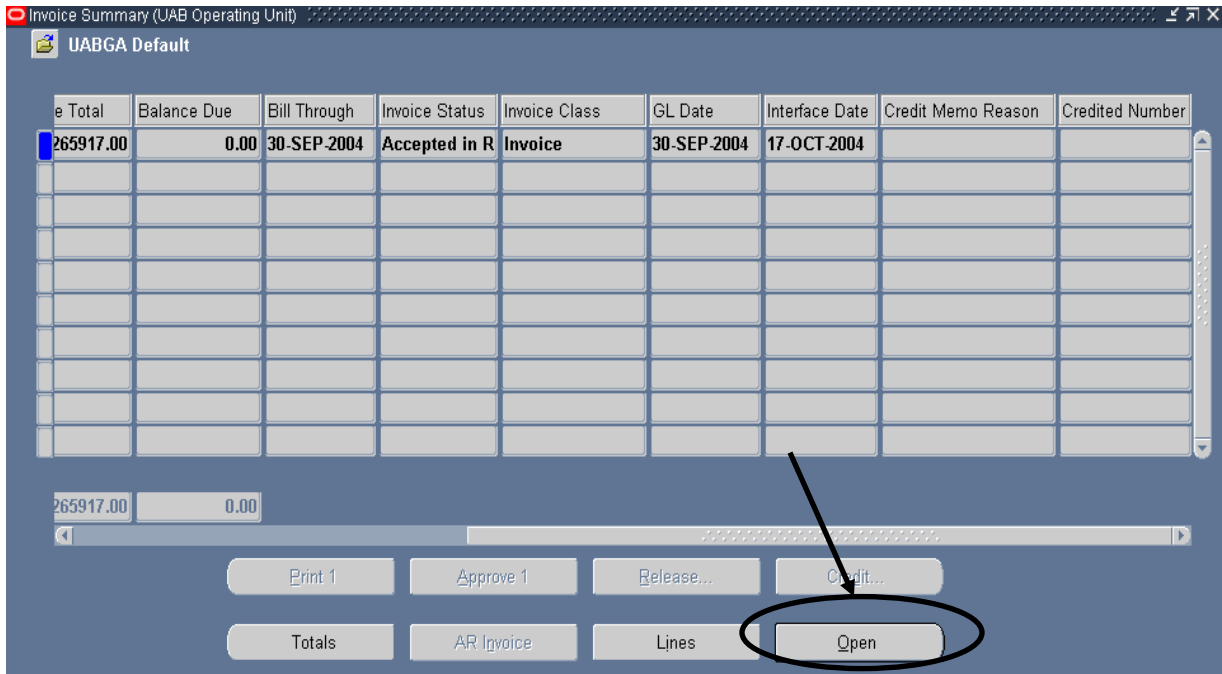 Invoice Summary (UAB Operating Unit)
UABGA Default
e Total Balance Due Bill Through Invoice Status Invoice Class GL Date Interface Date Credit Memo Reason Credited Number
265917.00 0.00 30-SEP-2004 Accepted in R Invoice 30-SEP-2004 17-OCT-2004
265917.00 0.00
Print 1 Approve 1 Release... Credit...
Totals AR Invoice Lines Open